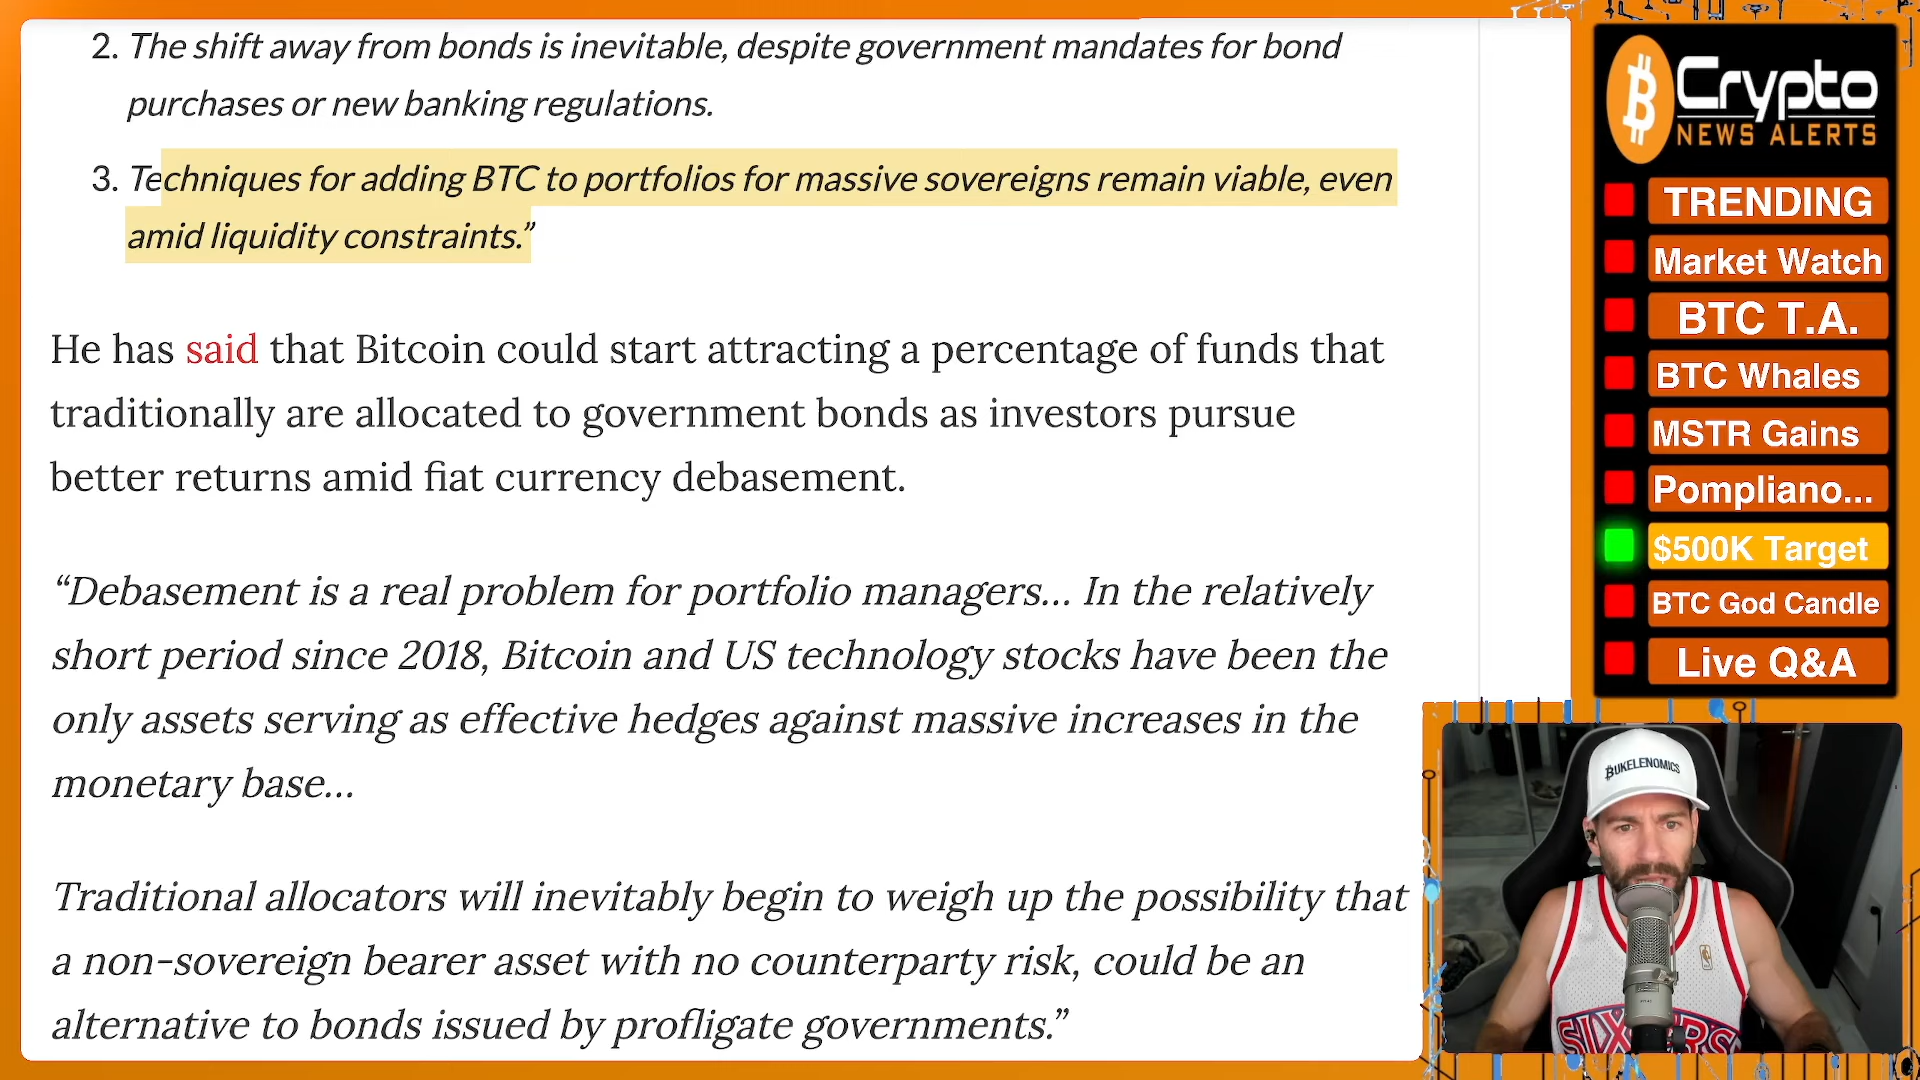 2. The shift away from bonds is inevitable, despite government mandates for bond
purchases or new banking regulations.
3. Techniques for adding BTC to portfolios for massive sovereigns remain viable, even
amid liquidity constraints.”
He has said that Bitcoin could start attracting a percentage of funds that
traditionally are allocated to government bonds as investors pursue
better returns amid fiat currency debasement.
“Debasement is a real problem for portfolio managers… In the relatively
short period since 2018, Bitcoin and US technology stocks have been the
only assets serving as effective hedges against massive increases in the
monetary base…
Traditional allocators will inevitably begin to weigh up the possibility that
a non-sovereign bearer asset with no counterparty risk, could be an
alternative to bonds issued by profligate governments.”
Crypto
NEWS ALERTS
TRENDING
Market Watch
BTC T.A.
BTC Whales
MSTR Gains
Pompliano...
$500K Target
BTC God Candle
Live Q&A
BUKELENOMICS
SIXERS